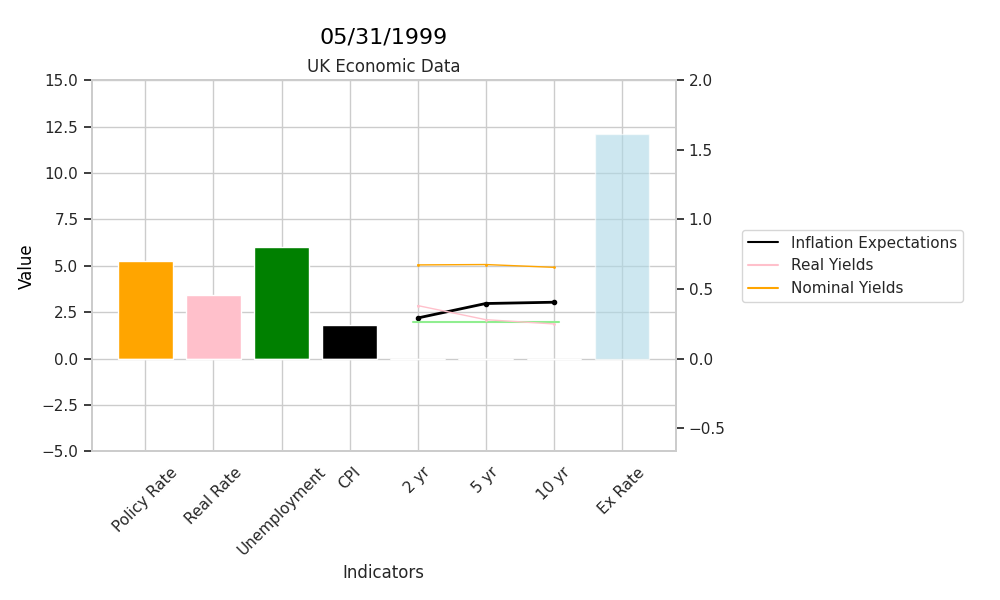 05/31/1999
UK Economic Data
15.0
12.5
10.0
7.5
5.0
2.5
0.0
−2.5
−5.0
Value
2.0
1.5
1.0
0.5
0.0
−0.5
Inflation Expectations
Real Yields
Nominal Yields
Policy Rate
Real Rate
Unemployment
CPI
2 yr
5 yr
10 yr
Ex Rate
Indicators